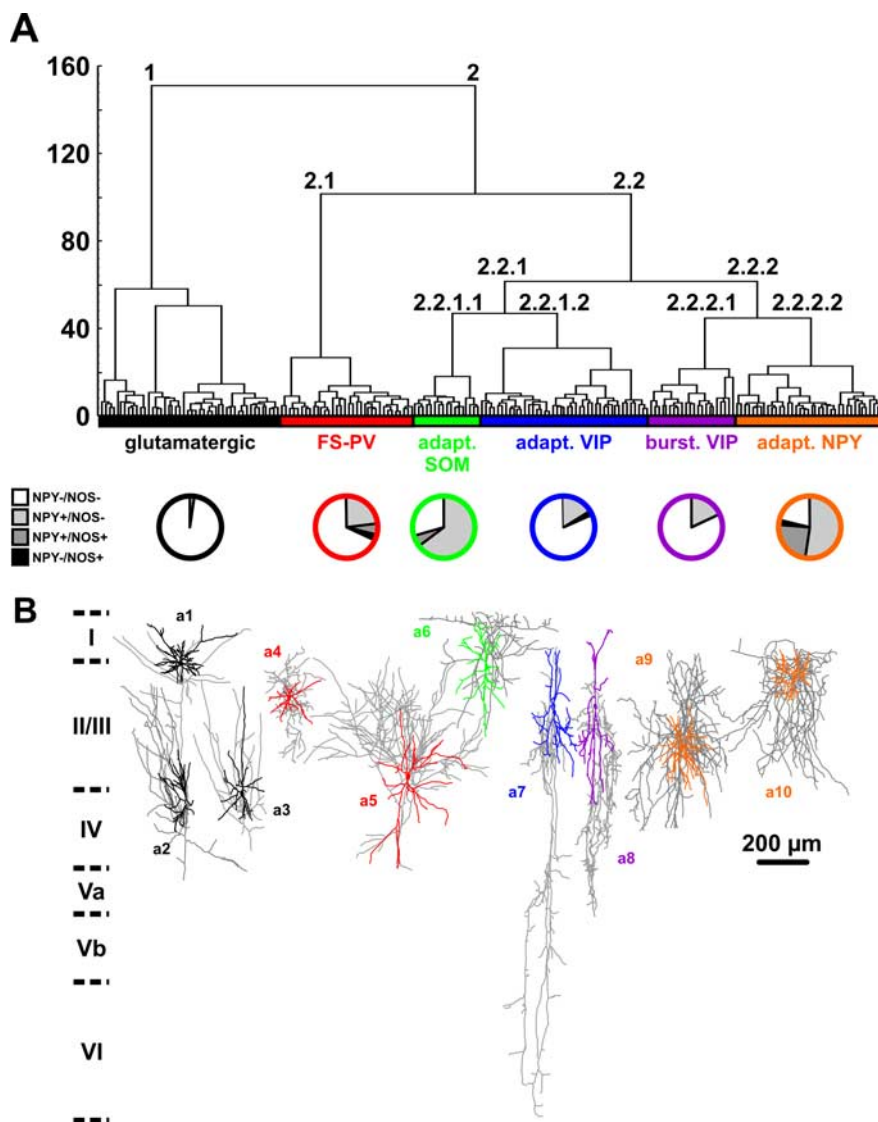 A
160
120
80
40
0
1 2
2.1 2.2
2.2.1 2.2.2
2.2.1.1 2.2.1.2 2.2.2.1 2.2.2.2
glutamatergic FS-PV adapt. SOM adapt. VIP burst. VIP adapt. NPY
NPY-/NOS-
NPY+/NOS-
NPY+/NOS+
NPY-/NOS+
B
I
II/III
IV
Va
Vb
VI
a1
a2
a3
a4
a5
a6
a7
a8
a9
a10
200 µm